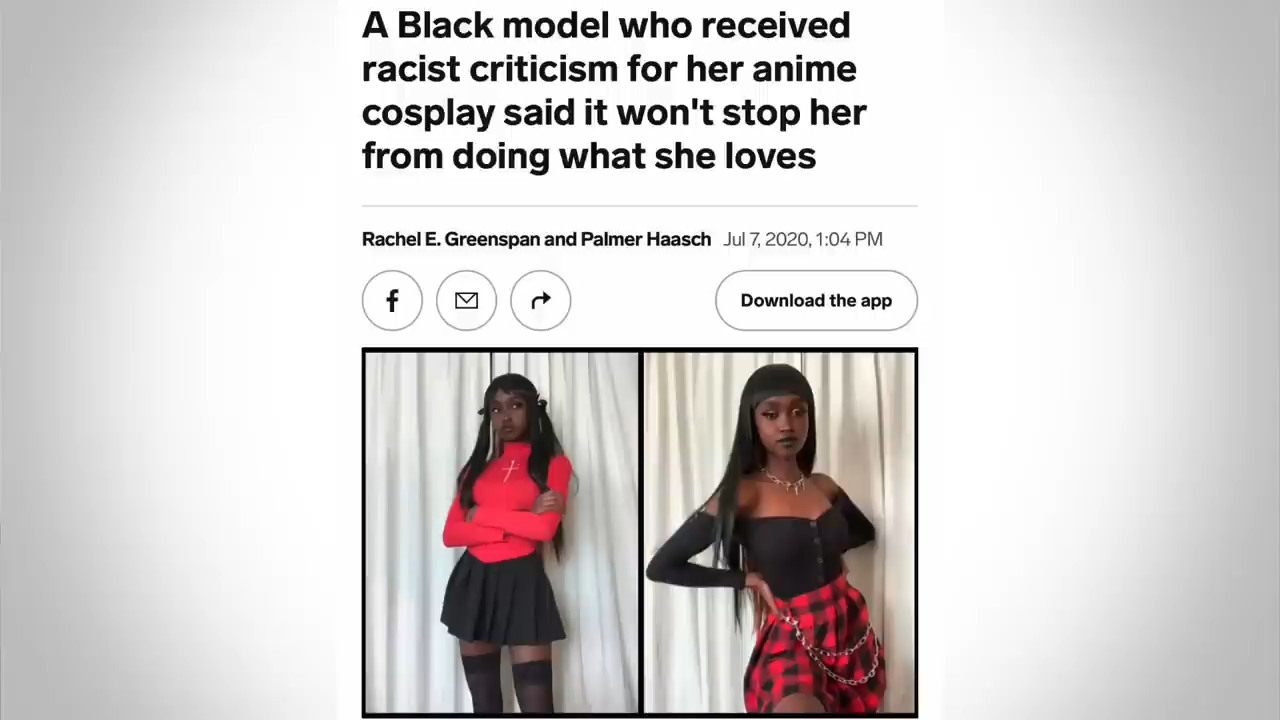 A Black model who received
racist criticism for her anime
cosplay said it won't stop her
from doing what she loves
Rachel E. Greenspan and Palmer Haasch Jul 7, 2020, 1:04 PM
Download the app